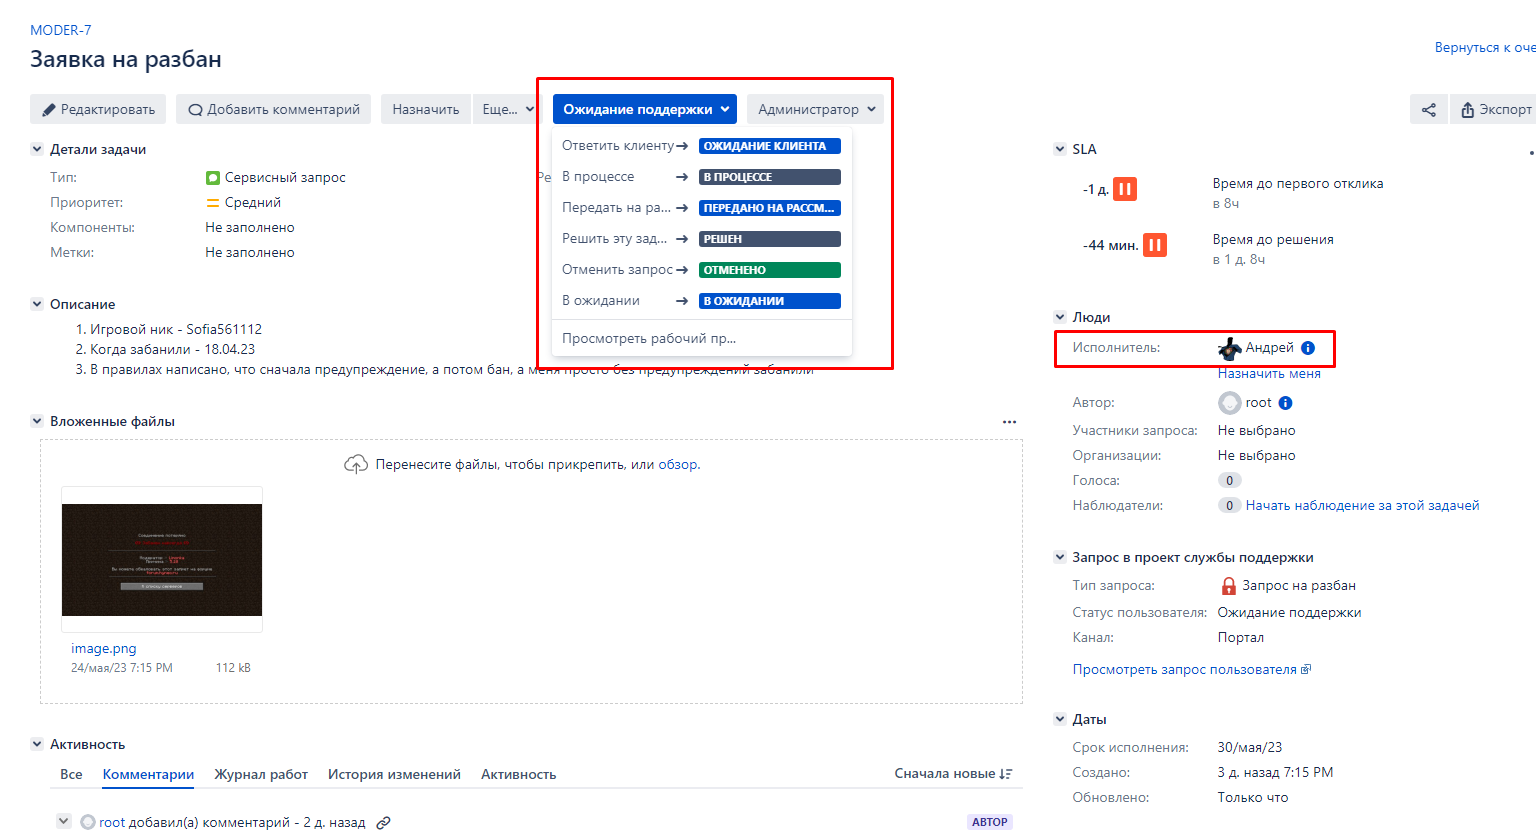 MODER-7
Заявка на разбан
Вернуться к оче
Редактировать
Добавить комментарий
Назначить
Еще...
Ожидание поддержки
Администратор
Экспорт
Ответить клиенту → ОЖИДАНИЕ КЛИЕНТА
В процессе → В ПРОЦЕССЕ
Передать на ра... → ПЕРЕДАНО НА РАССМ...
Решить эту зад... → РЕШЕН
Отменить запрос → ОТМЕНЕНО
В ожидании → В ОЖИДАНИИ
Просмотреть рабочий пр...
Детали задачи
Тип: Сервисный запрос
Ре
Приоритет: Средний
Компоненты: Не заполнено
Метки: Не заполнено
Описание
1. Игровой ник - Sofia561112
2. Когда забанили - 18.04.23
3. В правилах написано, что сначала предупреждение, а потом бан, а меня просто без предупреждений забанили
Вложенные файлы
Перенесите файлы, чтобы прикрепить, или обзор.
image.png
24/мая/23 7:15 PM 112 kB
Активность
Все Комментарии Журнал работ История изменений Активность
Сначала новые
root добавил(а) комментарий - 2 д. назад
АВТОР
SLA
-1 д. Время до первого отклика
в 8ч
-44 мин. Время до решения
в 1 д. 8ч
Люди
Исполнитель: Андрей
Назначить меня
Автор: root
Участники запроса: Не выбрано
Организации: Не выбрано
Голоса: 0
Наблюдатели: 0 Начать наблюдение за этой задачей
Запрос в проект службы поддержки
Тип запроса: Запрос на разбан
Статус пользователя: Ожидание поддержки
Канал: Портал
Просмотреть запрос пользователя
Даты
Срок исполнения: 30/мая/23
Создано: 3 д. назад 7:15 PM
Обновлено: Только что